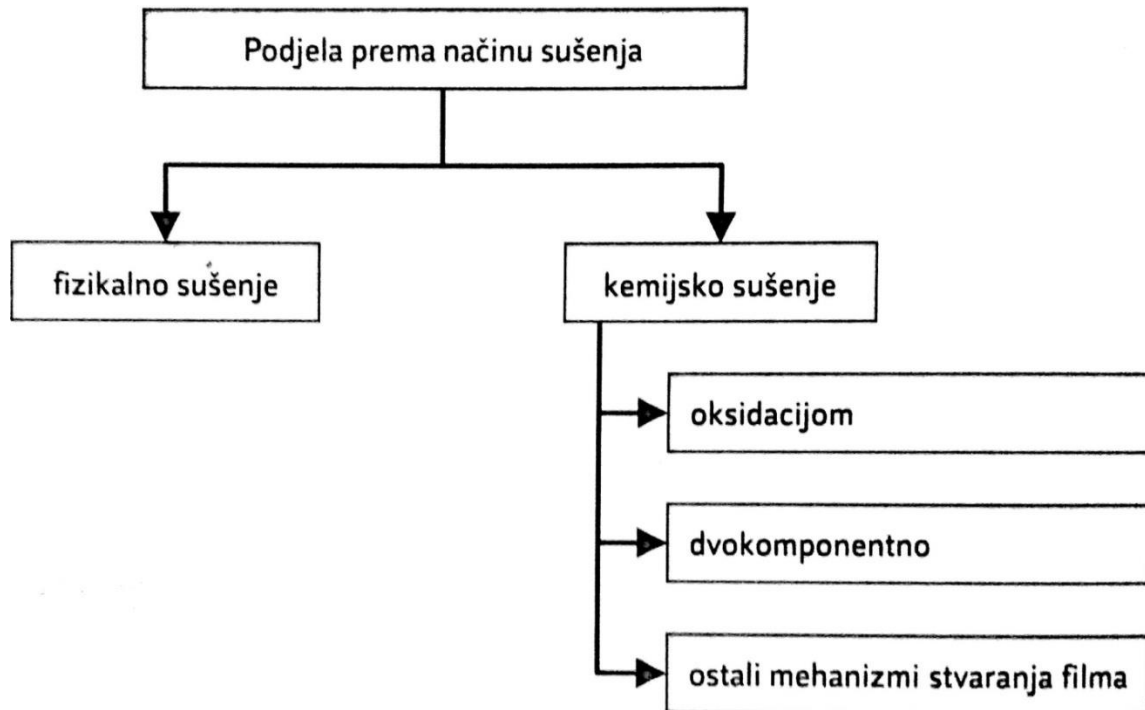 Podjela prema načinu sušenja
fizikalno sušenje
kemijsko sušenje
oksidacijom
dvokomponentno
ostali mehanizmi stvaranja filma